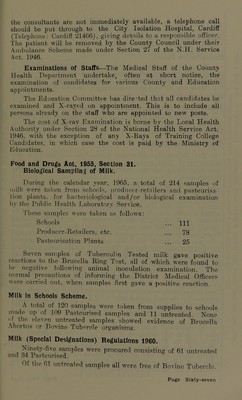 the consultants are not immediately available, a telephone call
should be put through to the City Isolation Hospital, Cardiff
(Telephone: Cardiff 21466), giving details to a responsible officer.
The patient will be removed by the County Council under their
Ambulance Scheme made under Section 27 of the N.H. Service
Act, 1946.
Examinations of Staffs—The Medical Staff of the County
Health Department undertake, often at short notice, the
examination of candidates for various County and Education
appointments.
The Education Committee has directed that all candidates be
examined and X-rayed on appointment. This is to include all
persons already on the staff who are appointed to new posts.
The cost of X-ray Examination is borne by the Local Health
Authority under Section 28 of the National Health Service Act,
1946, with the exception of any X-Rays of Training College
Candidates, in which case the cost is paid by the Ministry of
Education.
Food and Drugs Act, 1955, Section 31.
Biological Sampling of Milk.
During the calendar year, 1965, a total of 214 samples of
milk were taken from schools, producer-retailers and pasteurisa-
tion plants, for bacteriological and/or biological examination
by the Public Health Laboratory Service.
These samples were taken as follows:
Schools ... 111
Producer-Retailers, etc. ... 78
Pasteurising Plants ... 25
Seven samples of Tuberculin Tested milk gave positive
reactions to the Brucella Ring Test, all of which were found to
be negative following animal inoculation examination. The
normal precautions of informing the District Medical Officers
were carried out, when samples first gave a positive reaction.
Milk in Schools Scheme.
A total of 120 samples were taken from supplies to schools
made up of 109 Pasteurised samples and 11 untreated. None
of the eleven untreated samples showed evidence of Brucella
Abortus or Bovine Tubercle organisms.
Milk (Special Designations) Regulations 1960.
Ninety-five samples were procured consisting of 61 untreated
and 34 Pasteurised.
Of the 61 untreated samples all were free of Bovine Tubercle.
Page Sixty-seven